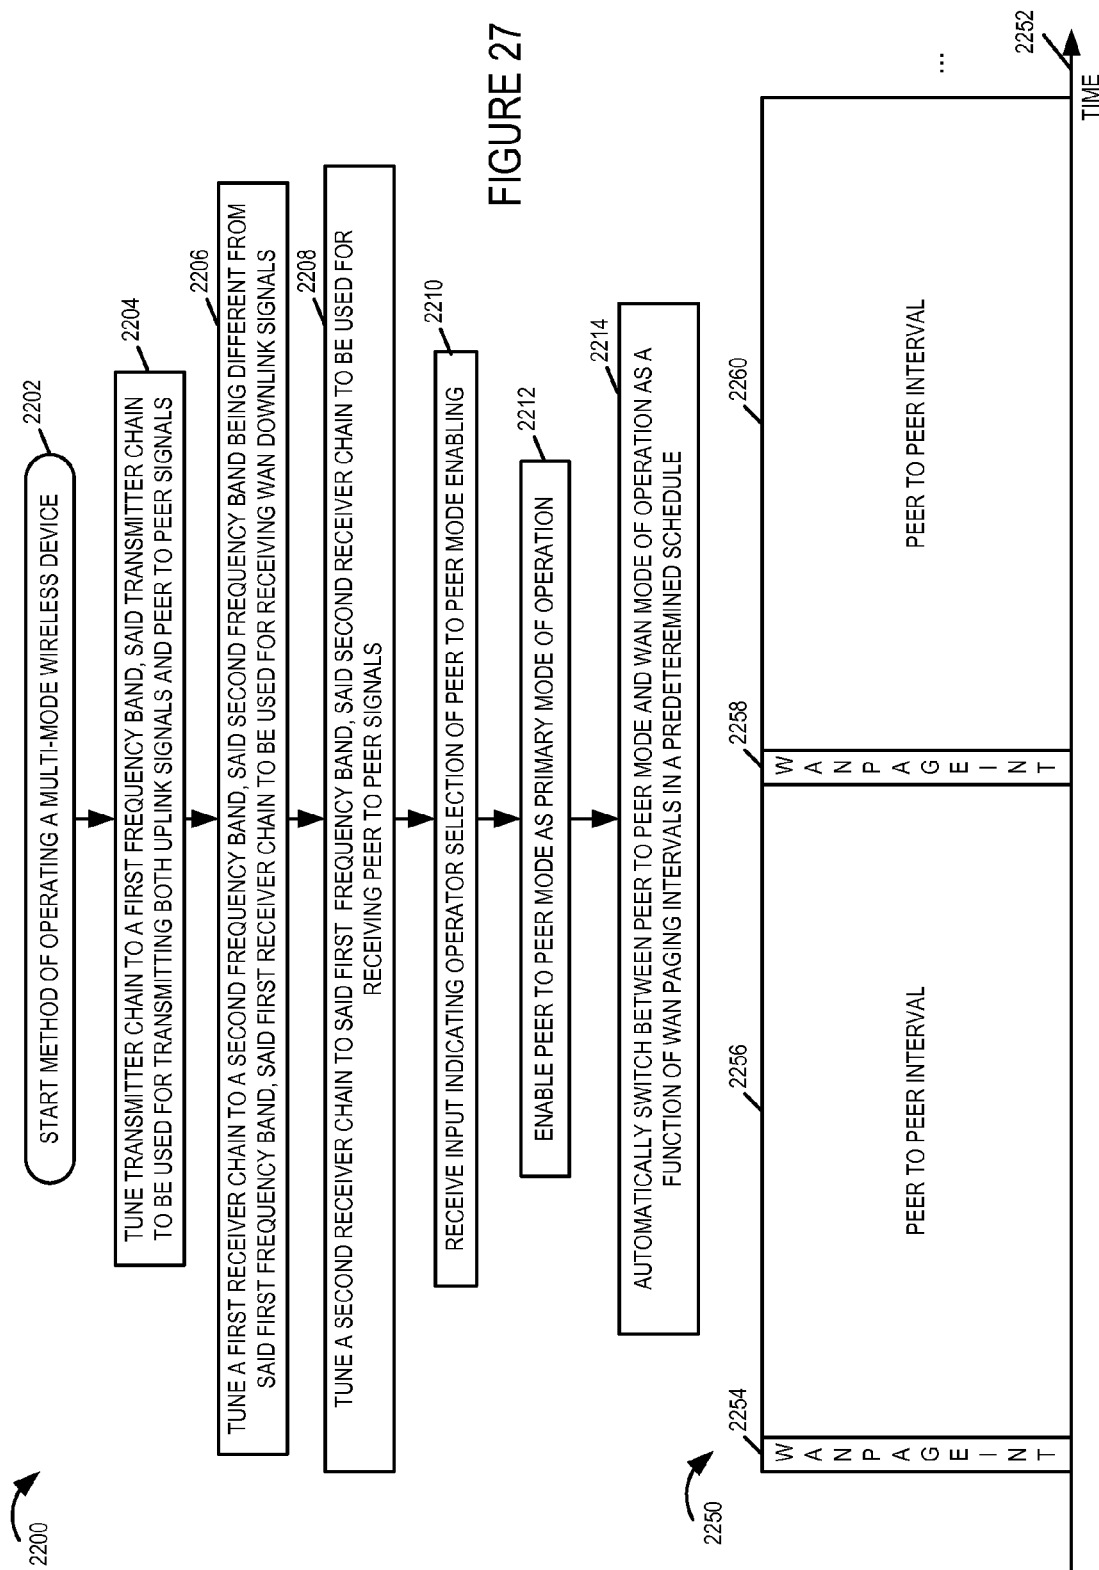 2200
START METHOD OF OPERATING A MULTI-MODE WIRELESS DEVICE
2202
TUNE TRANSMITTER CHAIN TO A FIRST FREQUENCY BAND, SAID TRANSMITTER CHAIN
TO BE USED FOR TRANSMITTING BOTH UPLINK SIGNALS AND PEER TO PEER SIGNALS
2204
TUNE A FIRST RECEIVER CHAIN TO A SECOND FREQUENCY BAND, SAID SECOND FREQUENCY BAND BEING DIFFERENT FROM
SAID FIRST FREQUENCY BAND, SAID FIRST RECEIVER CHAIN TO BE USED FOR RECEIVING WAN DOWNLINK SIGNALS
2206
TUNE A SECOND RECEIVER CHAIN TO SAID FIRST FREQUENCY BAND, SAID SECOND RECEIVER CHAIN TO BE USED FOR
RECEIVING PEER TO PEER SIGNALS
2208
RECEIVE INPUT INDICATING OPERATOR SELECTION OF PEER TO PEER MODE ENABLING
2210
ENABLE PEER TO PEER MODE AS PRIMARY MODE OF OPERATION
2212
AUTOMATICALLY SWITCH BETWEEN PEER TO PEER MODE AND WAN MODE OF OPERATION AS A
FUNCTION OF WAN PAGING INTERVALS IN A PREDETEREMINED SCHEDULE
2214
FIGURE 27
2250
2254
WANPAGEINT
2256
PEER TO PEER INTERVAL
2258
WANPAGEINT
2260
PEER TO PEER INTERVAL
...
2252
TIME